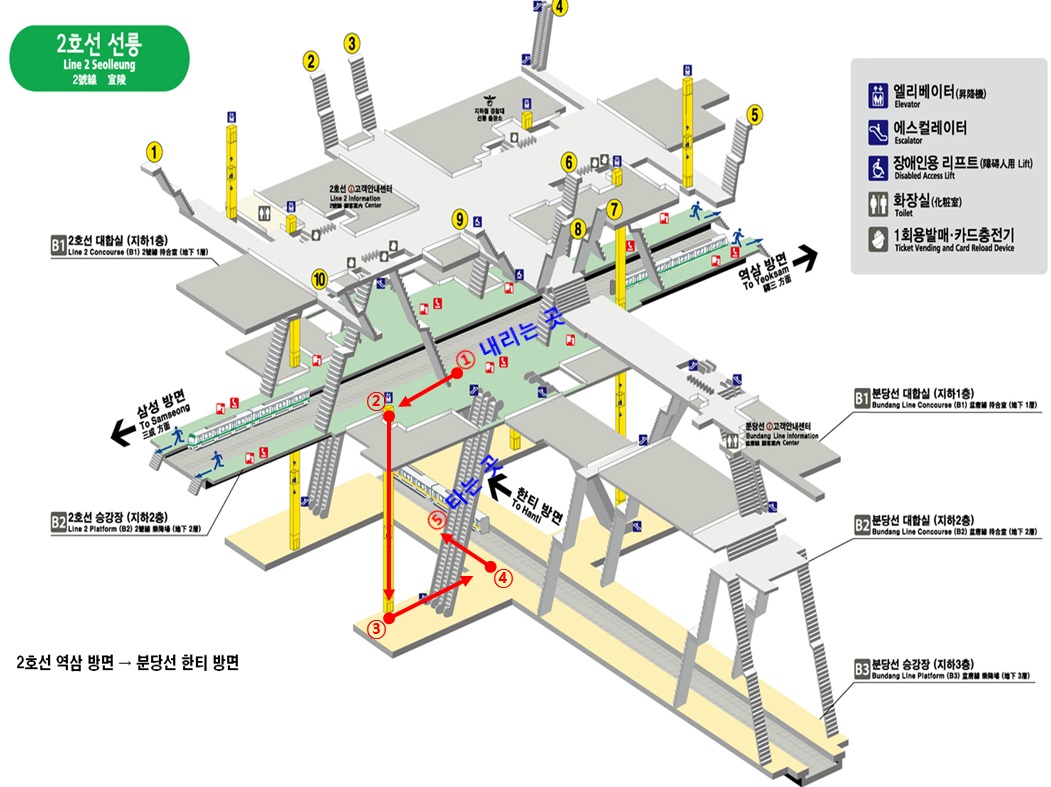 2호선 선릉
Line 2 Seolleung
2號線 宜陵
1
2
3
4
5
6
7
8
9
10
지하철 경찰대
선릉 출장소
2호선 고객안내센터
Line 2 Information
2號線 顧客案內 Center
엘리베이터(昇降機)
Elevator
에스컬레이터
Escalator
장애인용 리프트(障碍人用 Lift)
Disabled Access Lift
화장실(化粧室)
Toilet
1회용발매·카드충전기
Ticket Vending and Card Reload Device
B1 2호선 대합실 (지하1층)
Line 2 Concourse (B1) 2號線 待合室 (地下 1層)
역삼 방면
To Yeoksam
驛三 方面
삼성 방면
To Samseong
三成 方面
① 내리는 곳
②
③
④
⑤ 타는 곳
한티 방면
To Hanti
분당선 고객안내센터
Bundang Line Information
盆唐線 顧客案內 Center
B1 분당선 대합실 (지하1층)
Bundang Line Concourse (B1) 盆唐線 待合室 (地下 1層)
B2 2호선 승강장 (지하2층)
Line 2 Platform (B2) 2號線 乘降場 (地下 2層)
B2 분당선 대합실 (지하2층)
Bundang Line Concourse (B2) 盆唐線 待合室 (地下 2層)
B3 분당선 승강장 (지하3층)
Bundang Line Platform (B3) 盆唐線 乘降場 (地下 3層)
2호선 역삼 방면 → 분당선 한티 방면